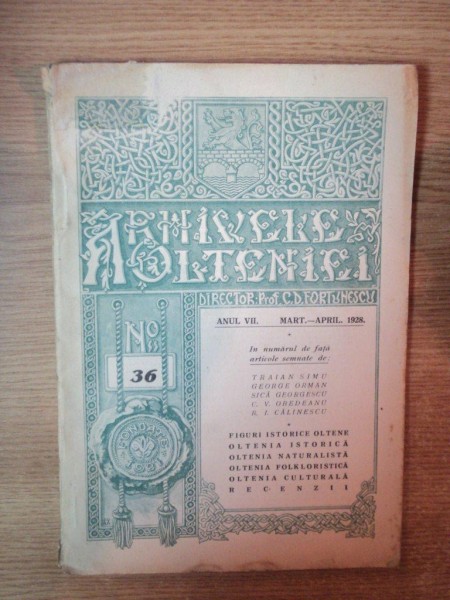 ARHIVELE
OLTENIEI
DIRECTOR: Prof. C. D. FORTUNESCU
ANUL VII. MART.—APRIL. 1928.
No
36
In numărul de față
articole semnate de
TRAIAN SIMU
GEORGE ORMAN
SICĂ GEORGESCU
C. V. OBEDEANU
R. I. CĂLINESCU
FIGURI ISTORICE OLTENE
OLTENIA ISTORICĂ
OLTENIA NATURALISTĂ
OLTENIA FOLKLORISTICĂ
OLTENIA CULTURALĂ
RECENZII